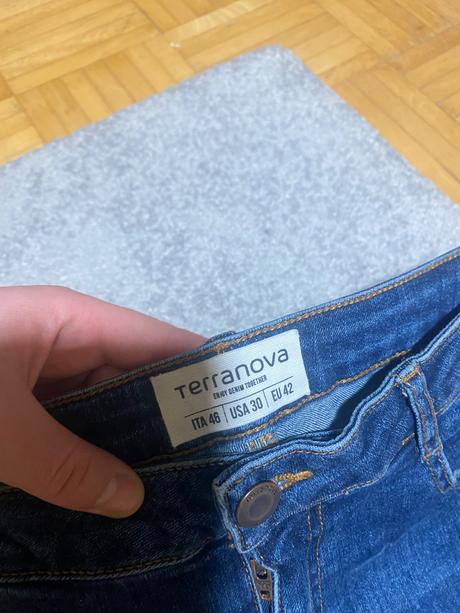 Terranova
ENJOY DENIM TOGETHER
ITA 46 | USA 30 | EU 42